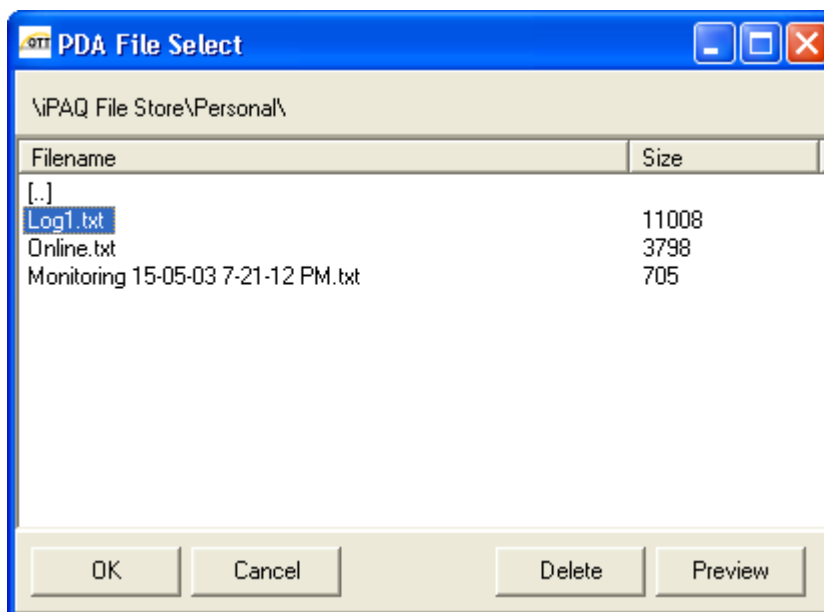 OTT PDA File Select
\iPAQ File Store\Personal\
Filename Size
[..]
Log1.txt 11008
Online.txt 3798
Monitoring 15-05-03 7-21-12 PM.txt 705
OK Cancel Delete Preview